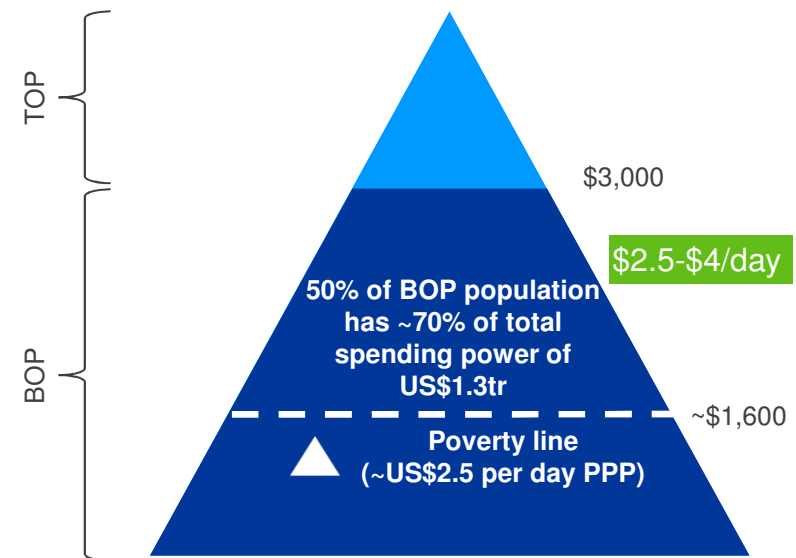 TOP
$3,000
$2.5-$4/day
50% of BOP population
has ~70% of total
spending power of
US$1.3tr
BOP
~$1,600
Poverty line
(~US$2.5 per day PPP)